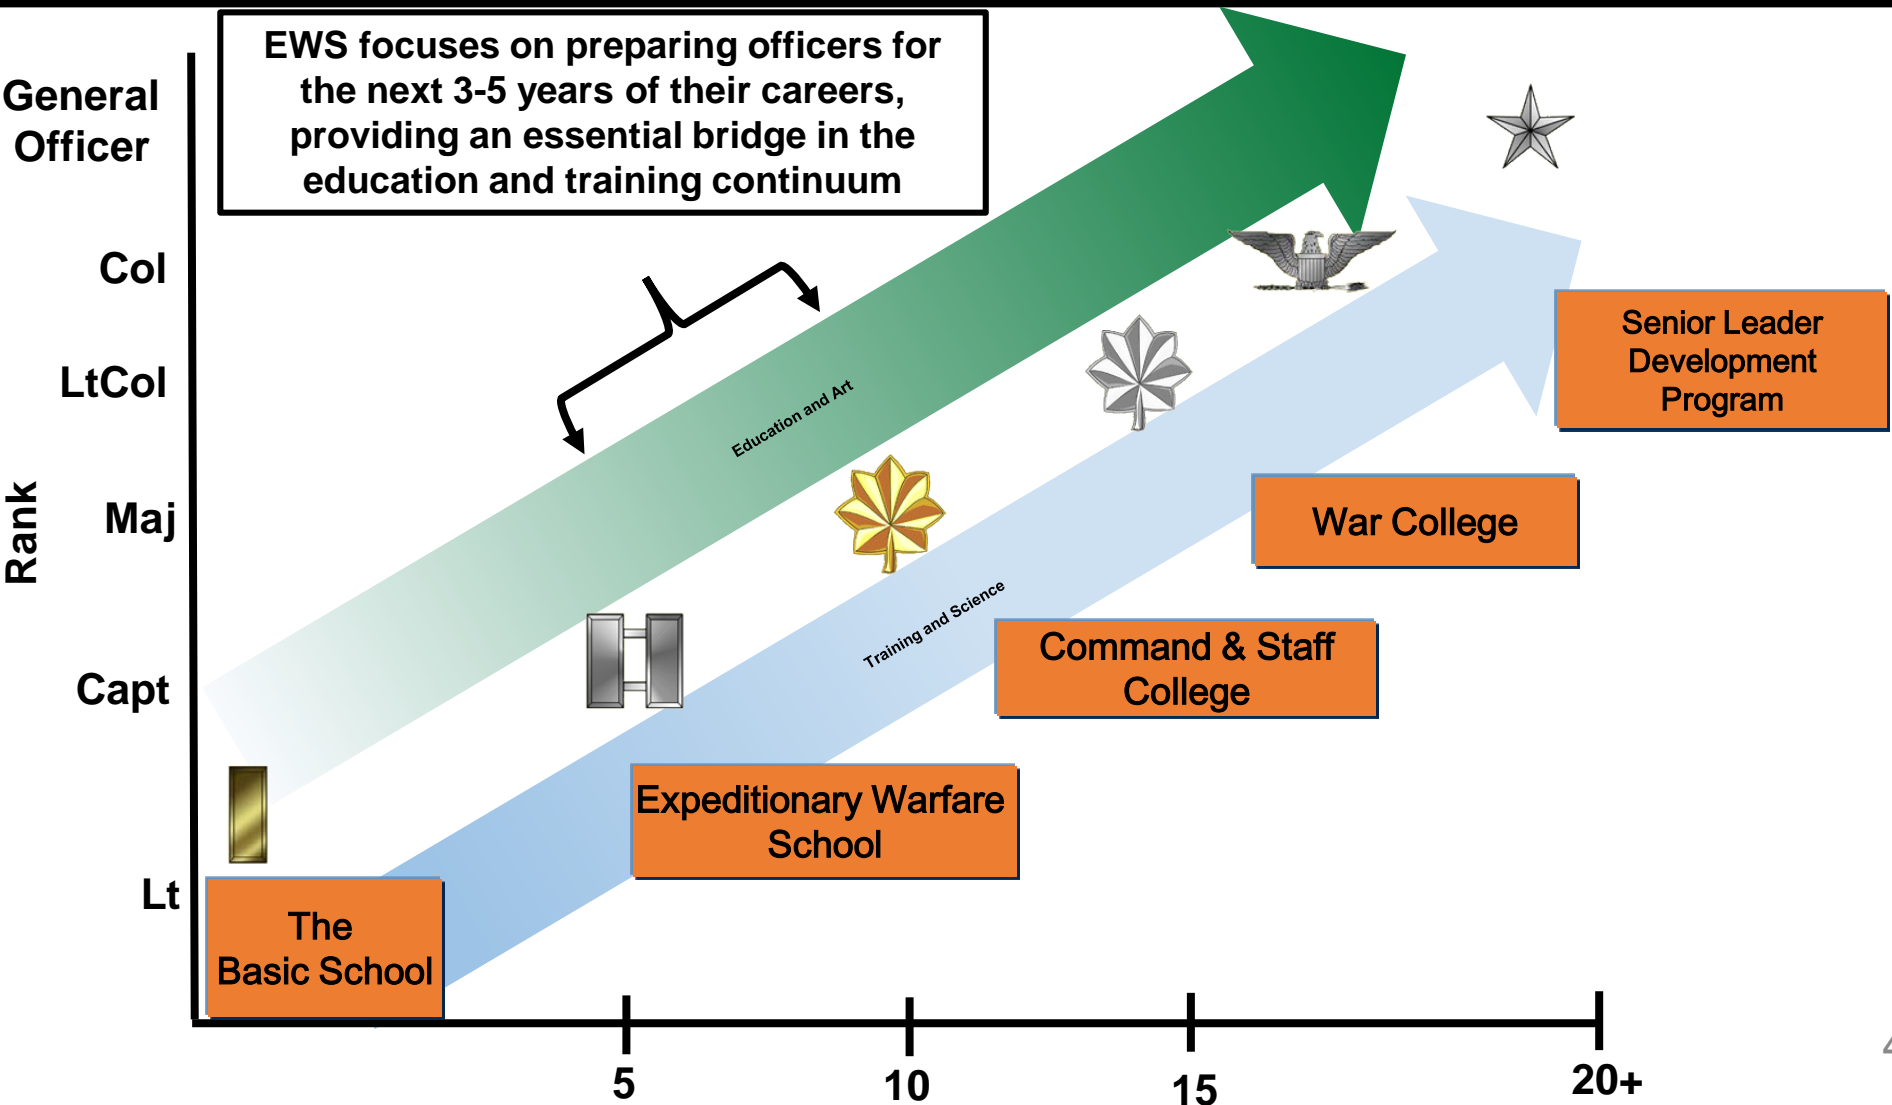 EWS focuses on preparing officers for
the next 3-5 years of their careers,
providing an essential bridge in the
education and training continuum
General
Officer
Col
LtCol
Maj
Capt
Lt
Rank
Education and Art
Training and Science
Senior Leader
Development
Program
War College
Command & Staff
College
Expeditionary Warfare
School
The
Basic School
5
10
15
20+